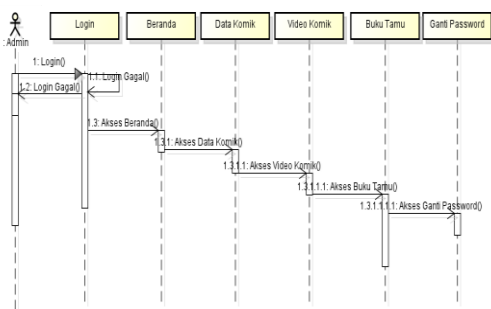 Login
Beranda
Data Komik
Video Komik
Buku Tamu
Ganti Password
: Admin
1: Login()
1.1: Login Gagal()
1.2: Login Gagal()
1.3: Akses Beranda()
1.3.1: Akses Data Komik()
1.3.1.1: Akses Video Komik()
1.3.1.1.1: Akses Buku Tamu()
1.3.1.1.1.1: Akses Ganti Password()